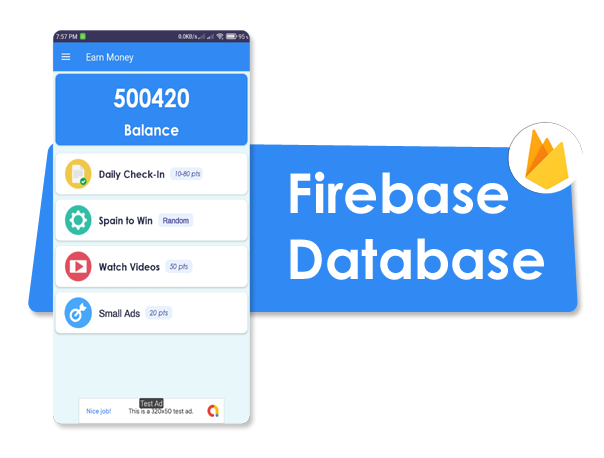 7:57 PM 0.0KB/s 95
Earn Money
500420
Balance
Daily Check-In 10-80 pts
Spain to Win Random
Watch Videos 50 pts
Small Ads 20 pts
Test Ad
Nice job! This is a 320x50 test ad.
Firebase
Database